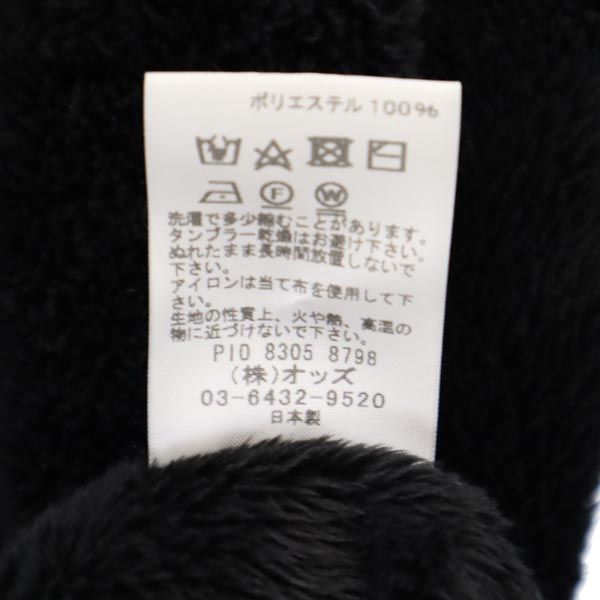 ポリエステル 100%
F
W
洗濯で多少縮むことがあります。
タンブラー乾燥はお避け下さい。
ぬれたまま長時間放置しないで
下さい。
アイロンは当て布を使用して下
さい。
生地の性質上、火や熱、高温の
物に近づけないで下さい。
PIO 8305 8798
(株)オッズ
03-6432-9520
日本製